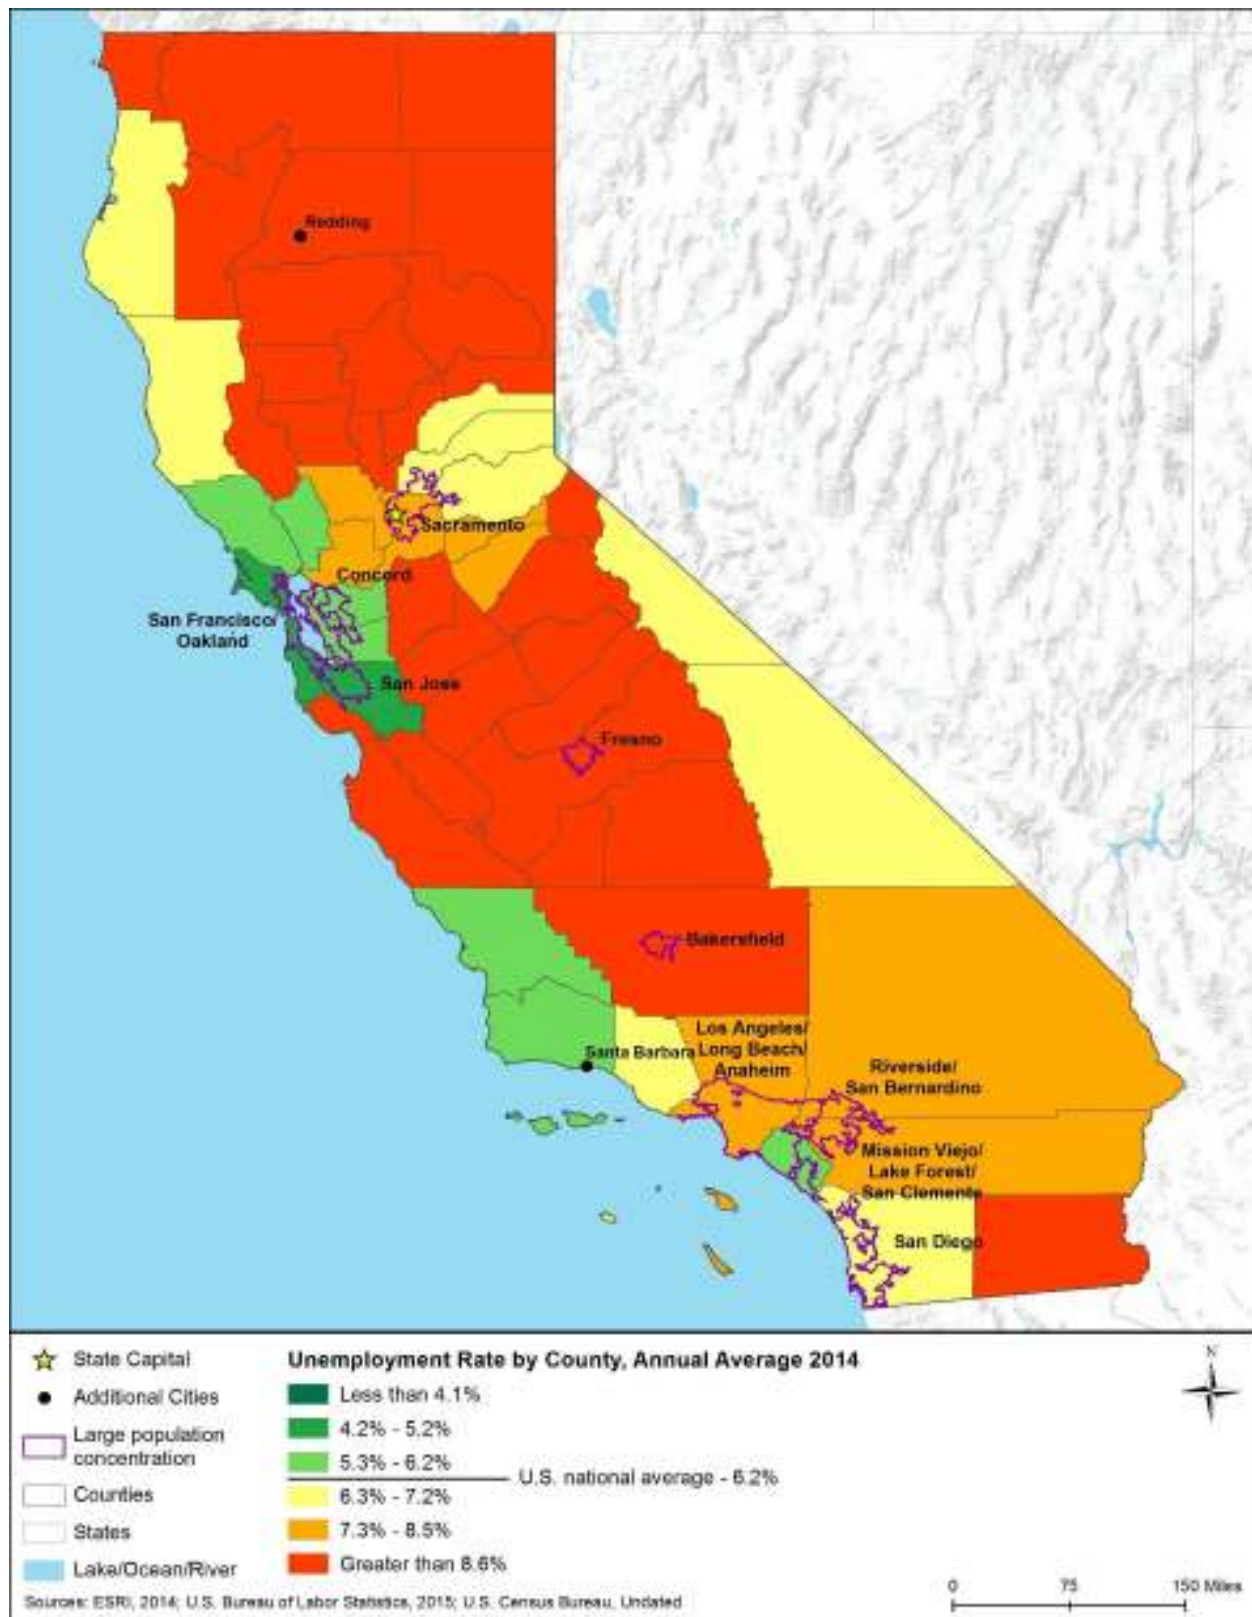 Redding
Sacramento
Concord
San Francisco/
Oakland
San Jose
Fresno
Bakersfield
Los Angeles/
Long Beach/
Anaheim
Santa Barbara
Riverside/
San Bernardino
Mission Viejo/
Lake Forest/
San Clemente
San Diego
State Capital
Additional Cities
Large population
concentration
Counties
States
Lake/Ocean/River
Unemployment Rate by County, Annual Average 2014
Less than 4.1%
4.2% - 5.2%
5.3% - 6.2%
U.S. national average - 6.2%
6.3% - 7.2%
7.3% - 8.5%
Greater than 8.6%
N
0 75 150 Miles
Sources: ESRI, 2014; U.S. Bureau of Labor Statistics, 2015; U.S. Census Bureau, Undated